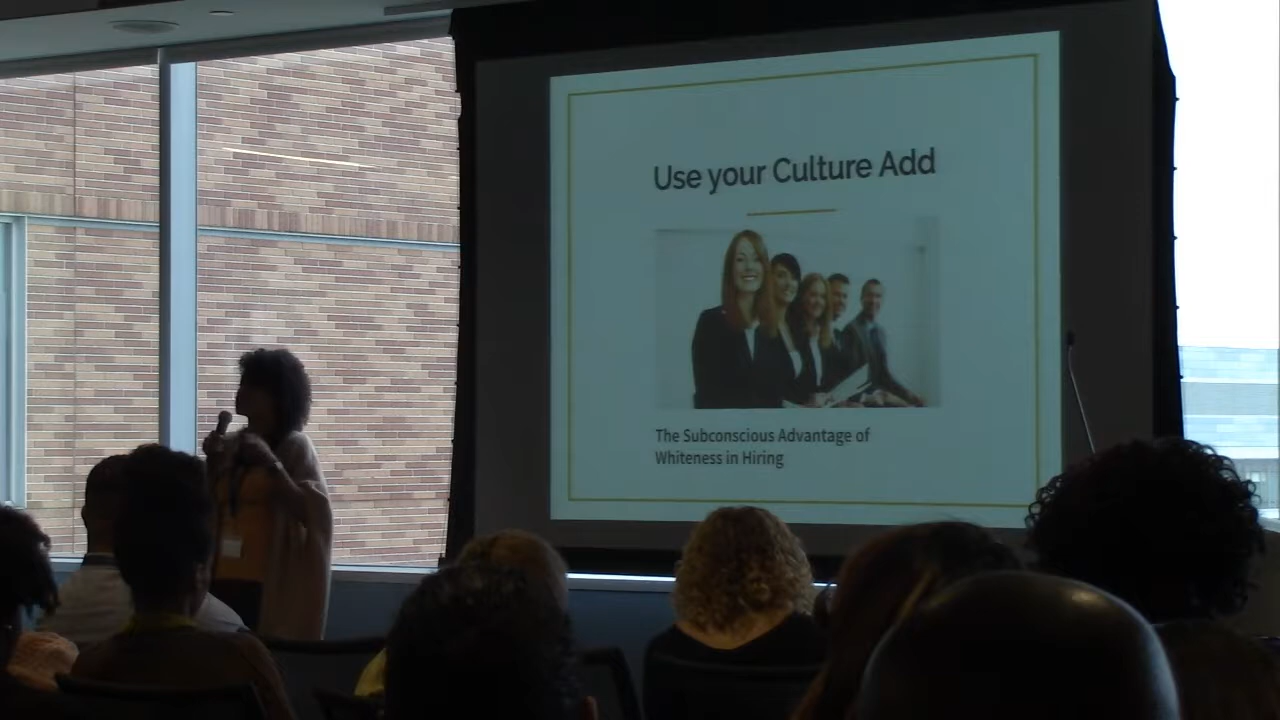 Use your Culture Add
The Subconscious Advantage of
Whiteness in Hiring